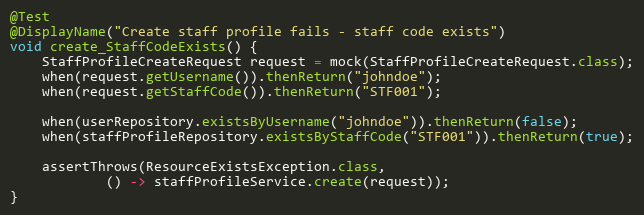 @Test
@DisplayName("Create staff profile fails - staff code exists")
void create_StaffCodeExists() {
    StaffProfileCreateRequest request = mock(StaffProfileCreateRequest.class);
    when(request.getUsername()).thenReturn("johndoe");
    when(request.getStaffCode()).thenReturn("STF001");

    when(userRepository.existsByUsername("johndoe")).thenReturn(false);
    when(staffProfileRepository.existsByStaffCode("STF001")).thenReturn(true);

    assertThrows(ResourceExistsException.class,
            () -> staffProfileService.create(request));
}